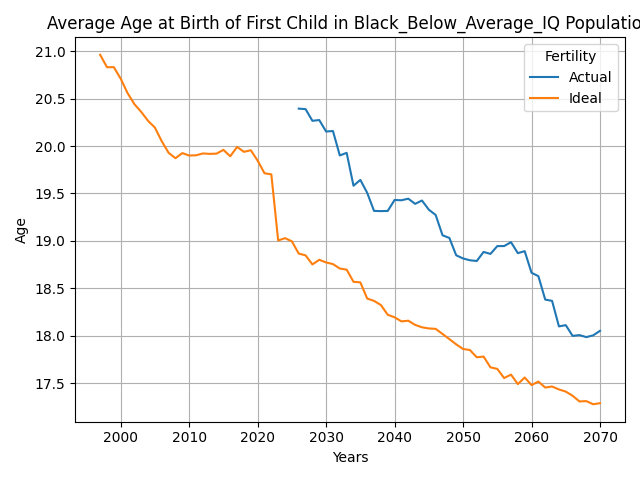 Average Age at Birth of First Child in Black_Below_Average_IQ Populatio
Fertility
Actual
Ideal
Age
21.0
20.5
20.0
19.5
19.0
18.5
18.0
17.5
2000 2010 2020 2030 2040 2050 2060 2070
Years